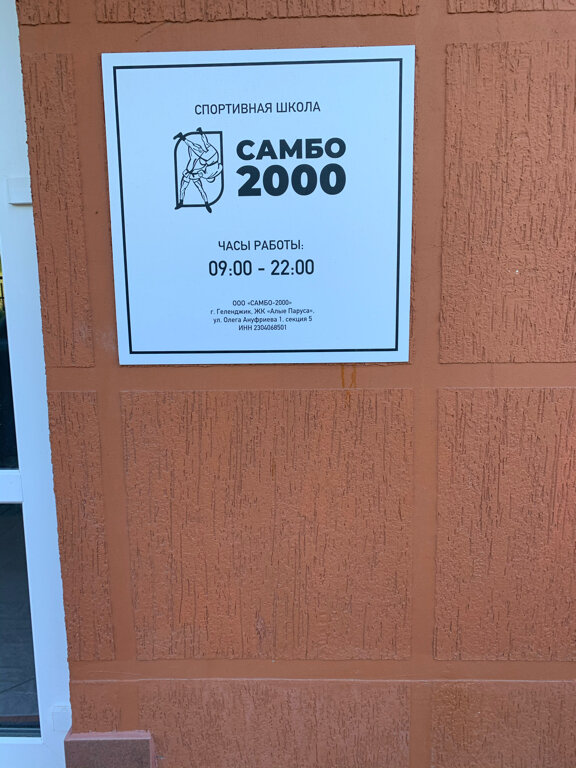 СПОРТИВНАЯ ШКОЛА
САМБО
2000
ЧАСЫ РАБОТЫ:
09:00 - 22:00
ООО «САМБО-2000»
г. Геленджик, ЖК «Алые Паруса»,
ул. Олега Ануфриева 1, секция 5
ИНН 2304068501